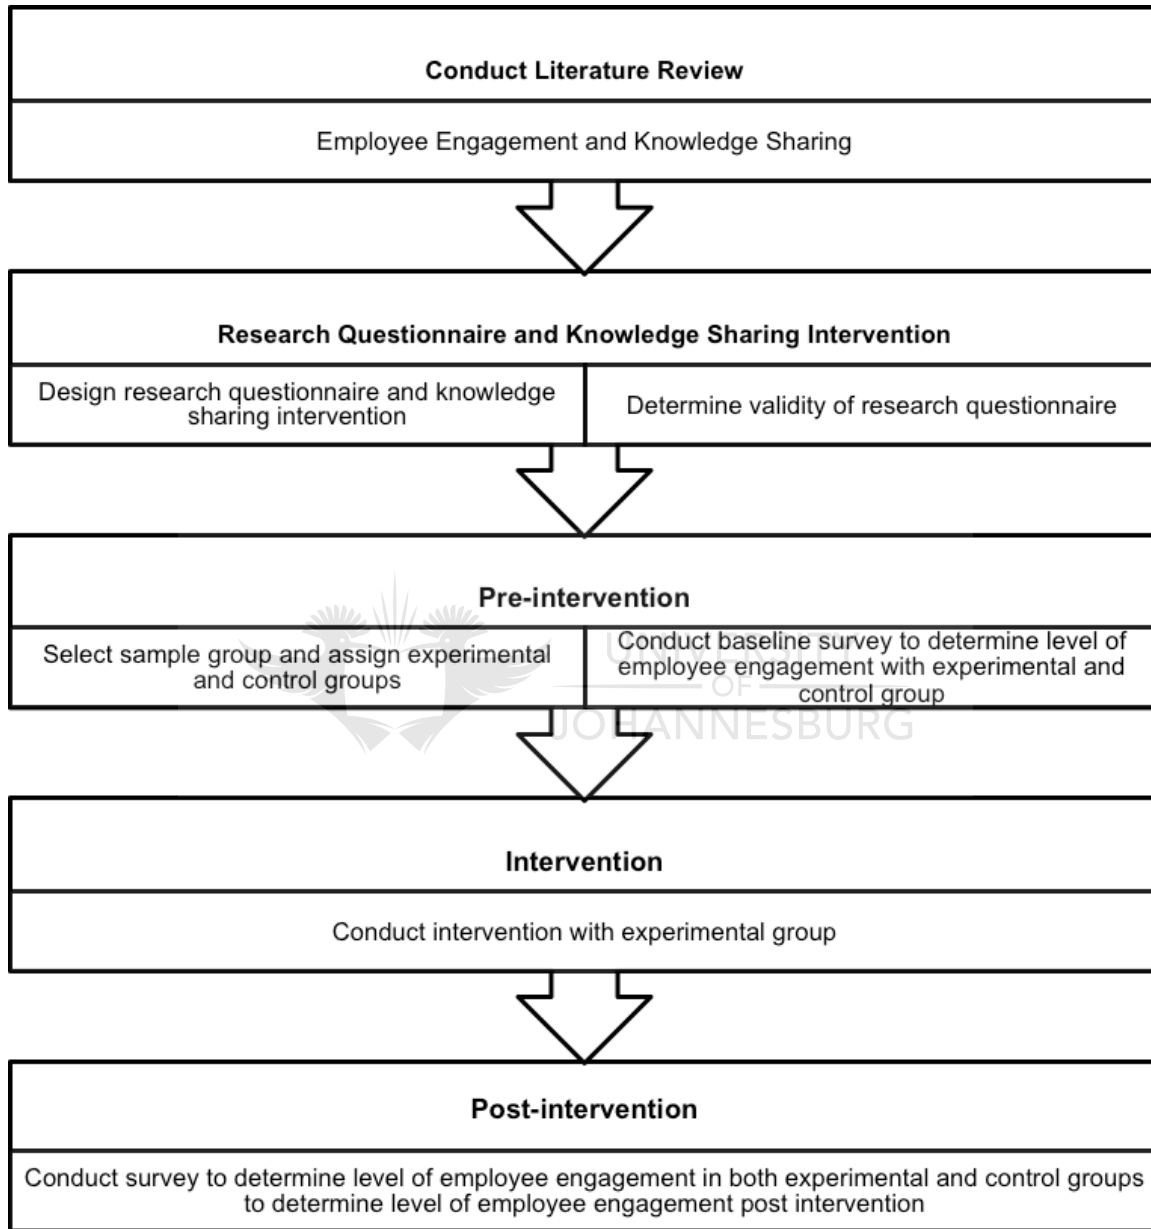 Conduct Literature Review
Employee Engagement and Knowledge Sharing
Research Questionnaire and Knowledge Sharing Intervention
Design research questionnaire and knowledge
sharing intervention
Determine validity of research questionnaire
Pre-intervention
Select sample group and assign experimental
and control groups
Conduct baseline survey to determine level of
employee engagement with experimental and
control group
UNIVERSITY
OF
JOHANNESBURG
Intervention
Conduct intervention with experimental group
Post-intervention
Conduct survey to determine level of employee engagement in both experimental and control groups
to determine level of employee engagement post intervention